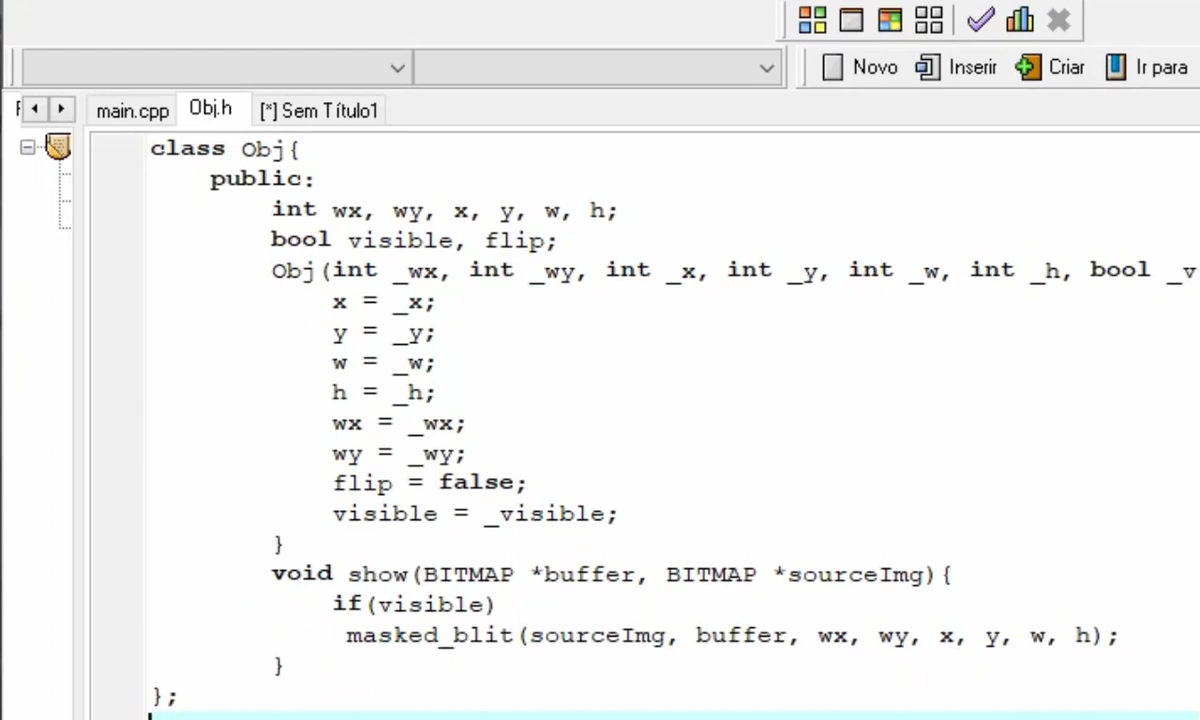 Novo Inserir Criar Ir para
main.cpp Obj.h [*] Sem Título1
class Obj{
public:
int wx, wy, x, y, w, h;
bool visible, flip;
Obj(int _wx, int _wy, int _x, int _y, int _w, int _h, bool _v
x = _x;
y = _y;
w = _w;
h = _h;
wx = _wx;
wy = _wy;
flip = false;
visible = _visible;
}
void show(BITMAP *buffer, BITMAP *sourceImg){
if(visible)
masked_blit(sourceImg, buffer, wx, wy, x, y, w, h);
}
};